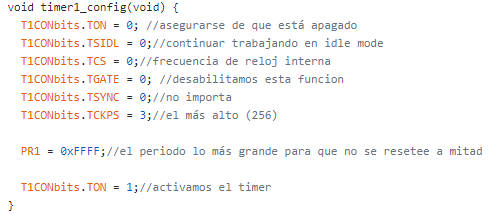 void timer1_config(void) {
T1CONbits.TON = 0; //asegurarse de que está apagado
T1CONbits.TSIDL = 0;//continuar trabajando en idle mode
T1CONbits.TCS = 0;//frecuencia de reloj interna
T1CONbits.TGATE = 0; //desabilitamos esta funcion
T1CONbits.TSYNC = 0;//no importa
T1CONbits.TCKPS = 3;//el más alto (256)
PR1 = 0xFFFF;//el periodo lo más grande para que no se resetee a mitad
T1CONbits.TON = 1;//activamos el timer
}